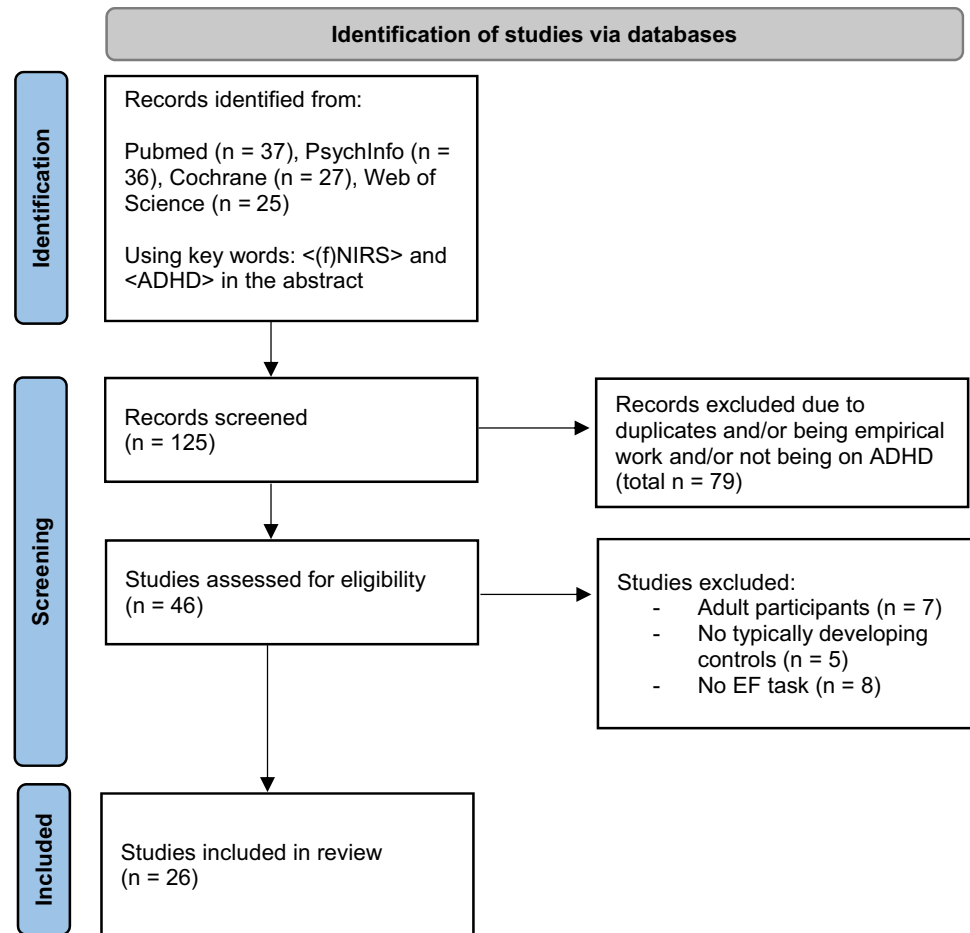 Identification of studies via databases
Identification
Records identified from:
Pubmed (n = 37), PsychInfo (n =
36), Cochrane (n = 27), Web of
Science (n = 25)
Using key words: <(f)NIRS> and
<ADHD> in the abstract
Screening
Records screened
(n = 125)
Records excluded due to
duplicates and/or being empirical
work and/or not being on ADHD
(total n = 79)
Studies assessed for eligibility
(n = 46)
Studies excluded:
- Adult participants (n = 7)
- No typically developing
controls (n = 5)
- No EF task (n = 8)
Included
Studies included in review
(n = 26)